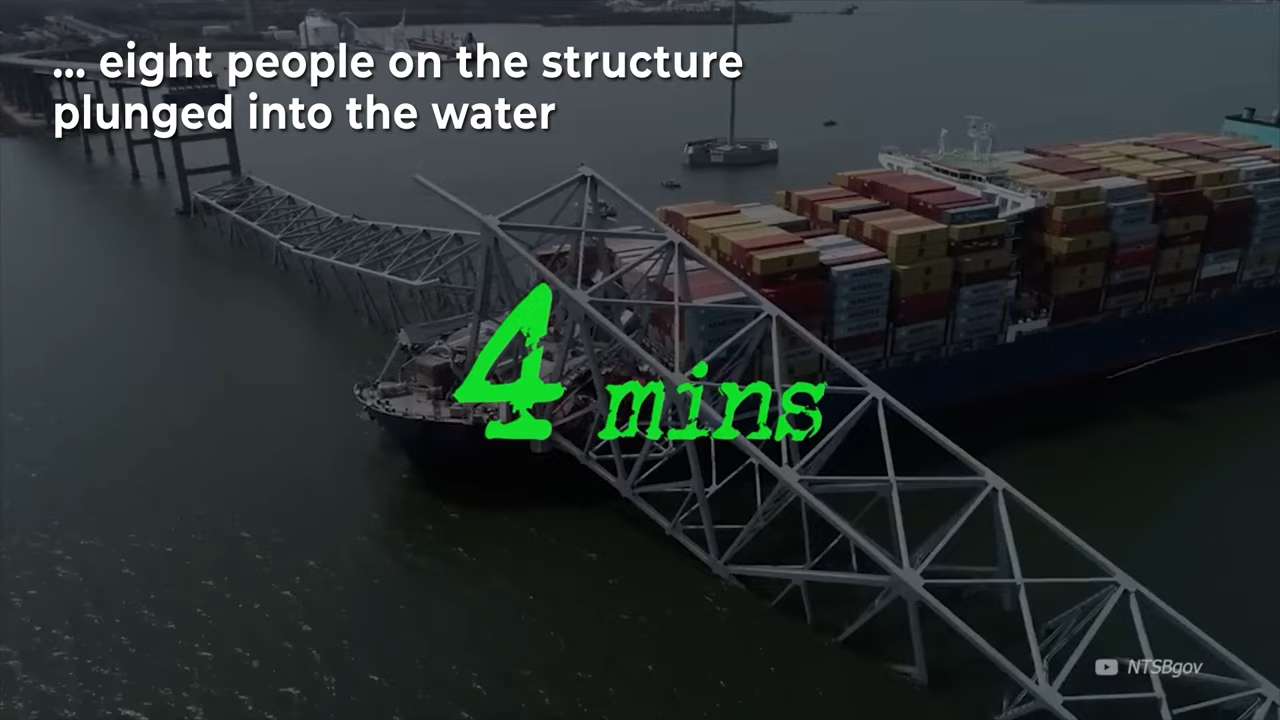 ... eight people on the structure
plunged into the water
4 mins
NTSBgov